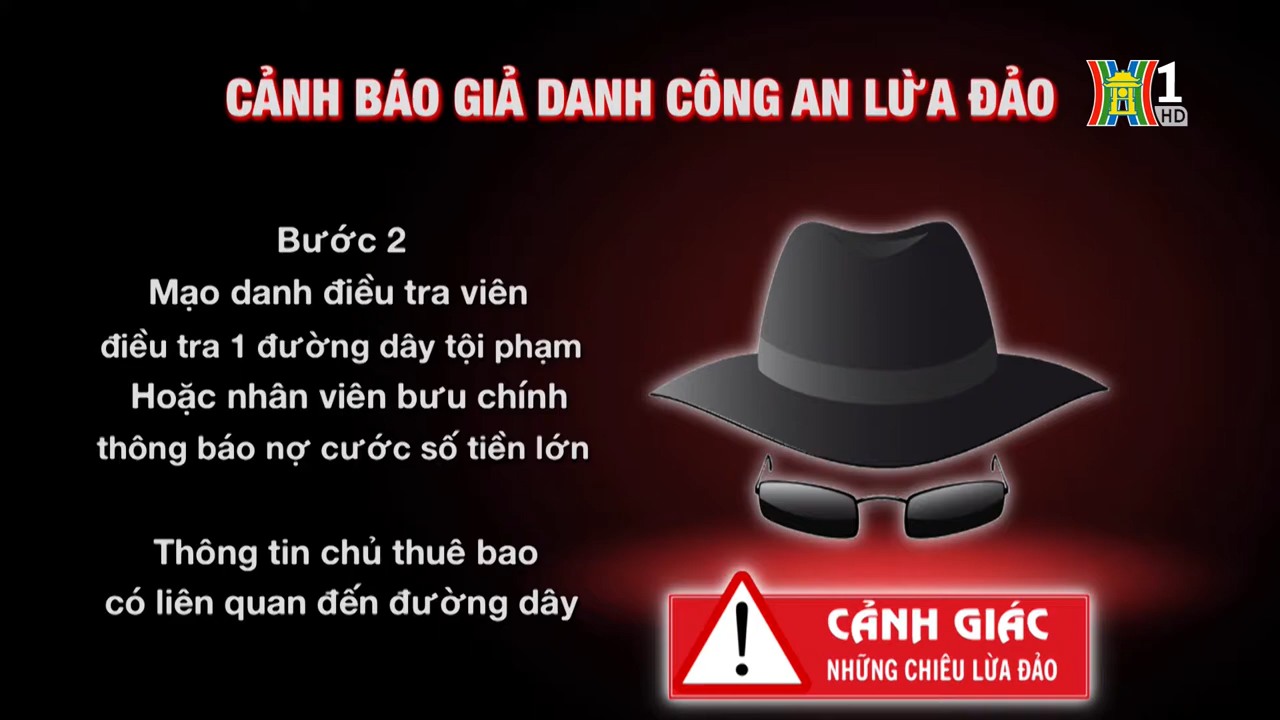 CẢNH BÁO GIẢ DANH CÔNG AN LỪA ĐẢO
1
HD
Bước 2
Mạo danh điều tra viên
điều tra 1 đường dây tội phạm
Hoặc nhân viên bưu chính
thông báo nợ cước số tiền lớn
Thông tin chủ thuê bao
có liên quan đến đường dây
CẢNH GIÁC
NHỮNG CHIÊU LỪA ĐẢO